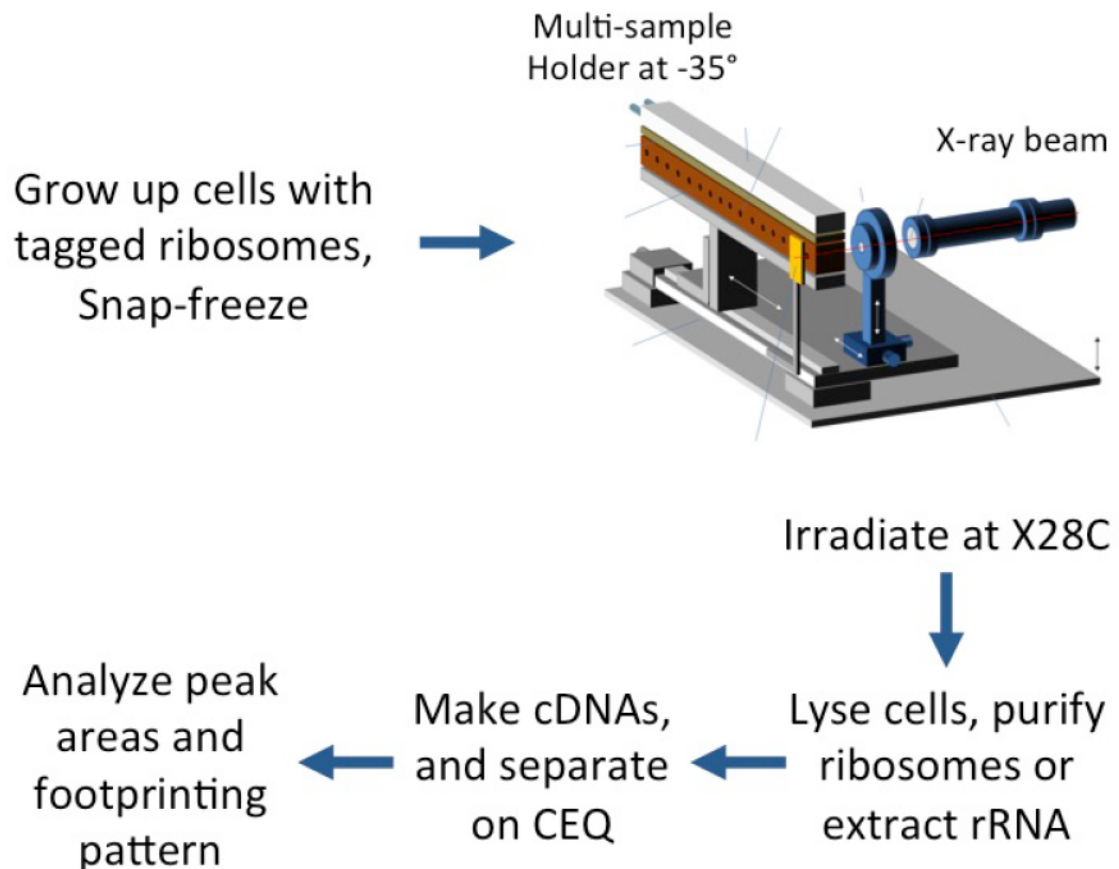 Multi-sample
Holder at -35°
X-ray beam
Grow up cells with
tagged ribosomes,
Snap-freeze
Irradiate at X28C
Lyse cells, purify
ribosomes or
extract rRNA
Make cDNAs,
and separate
on CEQ
Analyze peak
areas and
footprinting
pattern